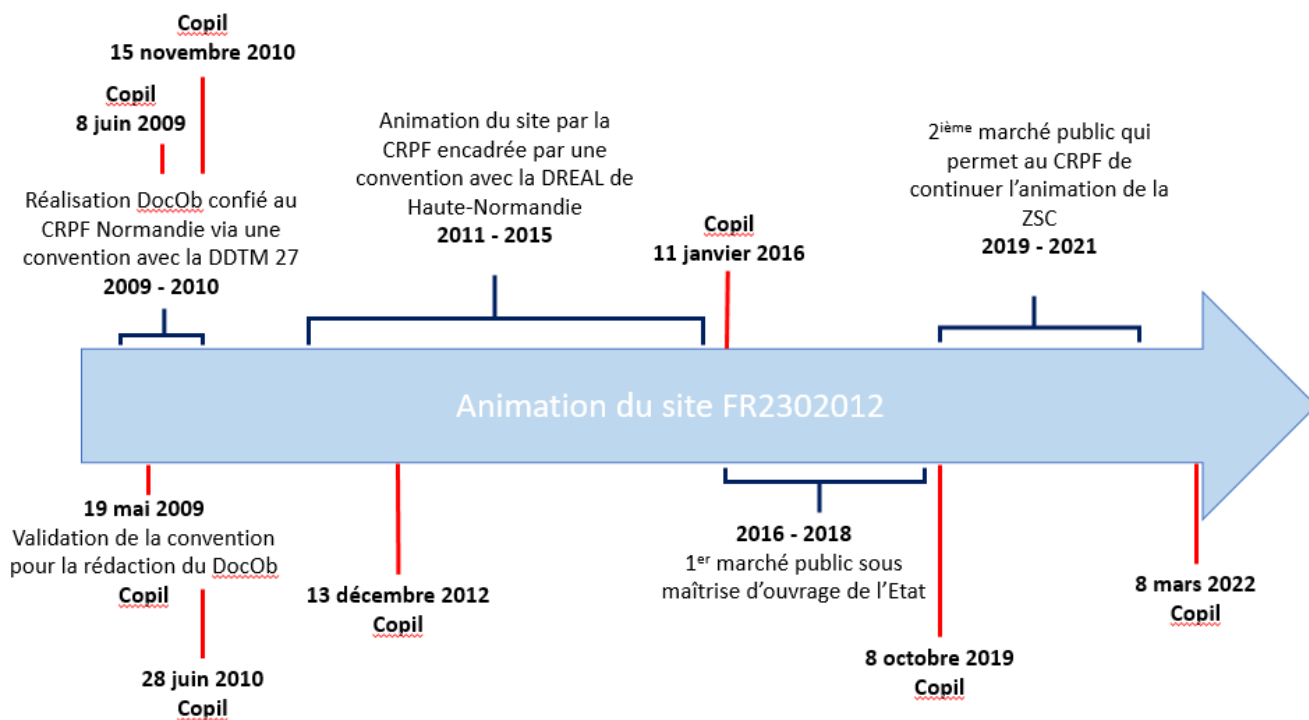 Copil
15 novembre 2010
Copil
8 juin 2009
Réalisation DocOb confié au
CRPF Normandie via une
convention avec la DDTM 27
2009 - 2010
Animation du site par la
CRPF encadrée par une
convention avec la DREAL de
Haute-Normandie
2011 - 2015
Copil
11 janvier 2016
2ième marché public qui
permet au CRPF de
continuer l’animation de la
ZSC
2019 - 2021
Animation du site FR2302012
19 mai 2009
Validation de la convention
pour la rédaction du DocOb
Copil
28 juin 2010
Copil
13 décembre 2012
Copil
2016 - 2018
1er marché public sous
maîtrise d’ouvrage de l’Etat
8 octobre 2019
Copil
8 mars 2022
Copil